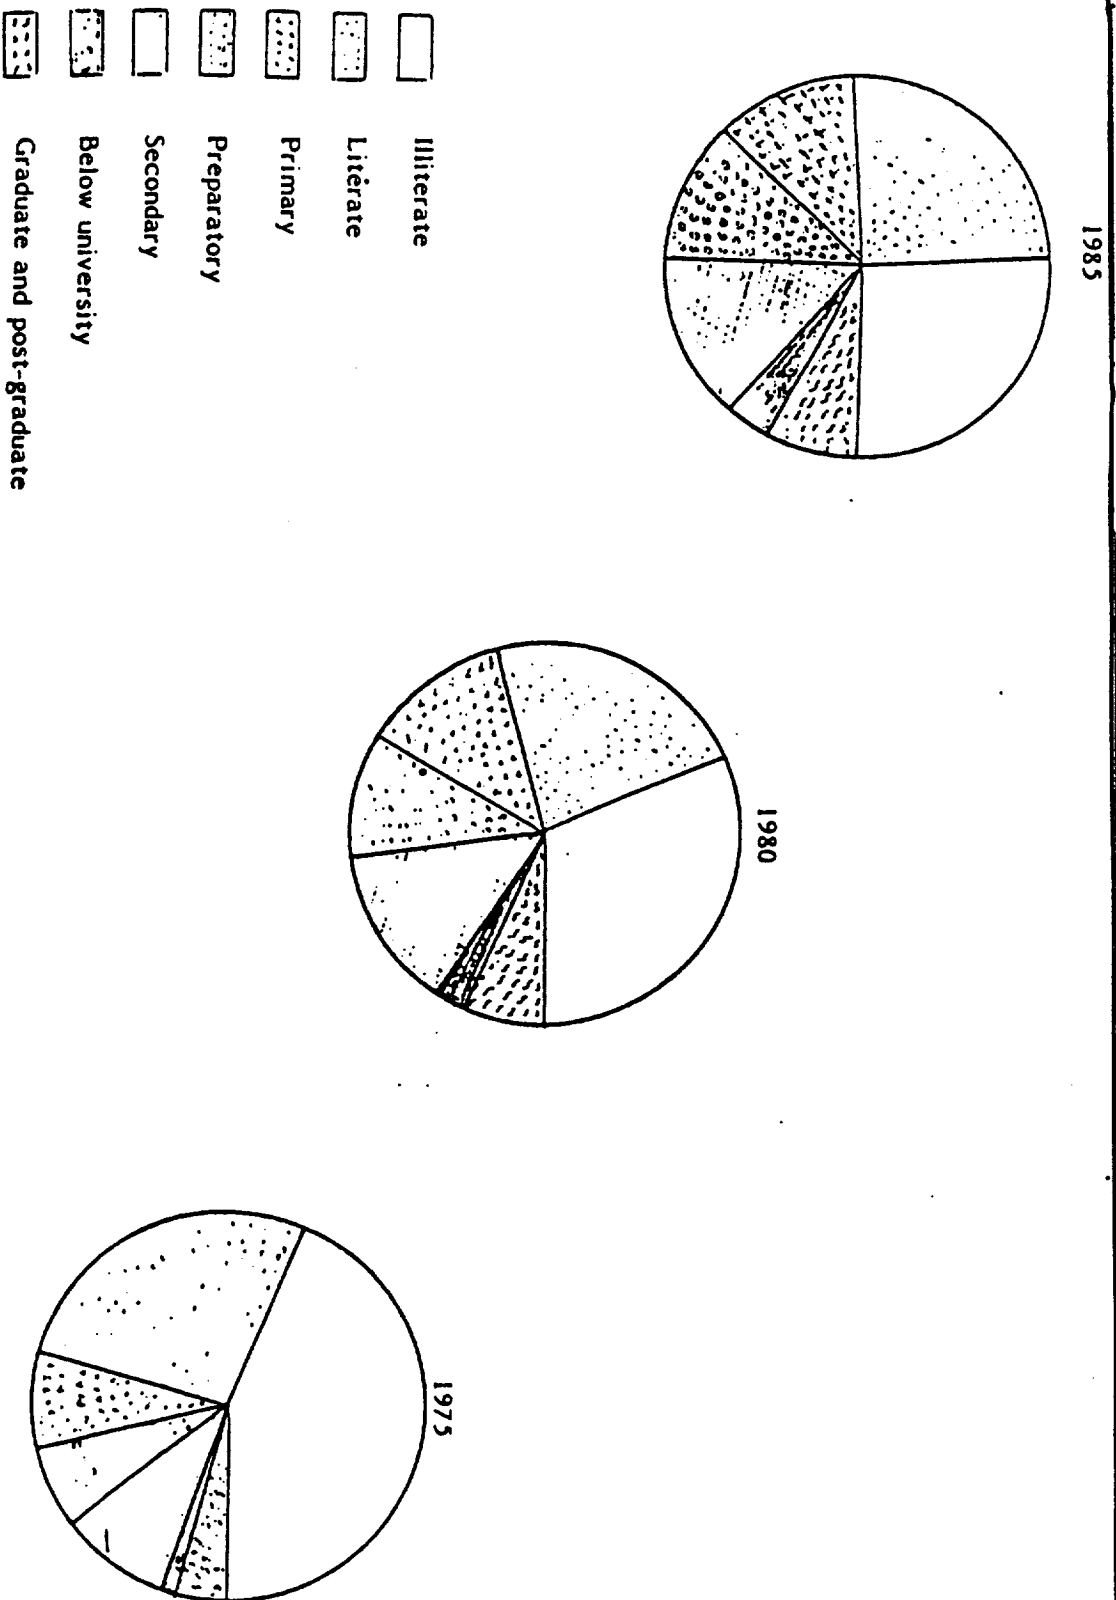 1975
1980
1985
Illiterate
Literate
Primary
Preparatory
Secondary
Below university
Graduate and post-graduate